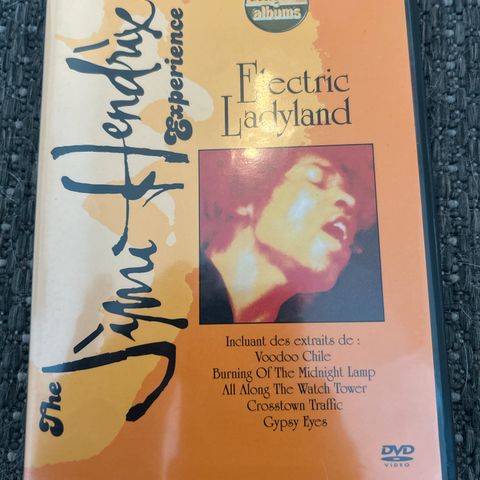 albums
The Jimi Hendrix
Experience
Electric
Ladyland
Incluant des extraits de :
Voodoo Chile
Burning Of The Midnight Lamp
All Along The Watch Tower
Crosstown Traffic
Gypsy Eyes
DVD
VIDEO